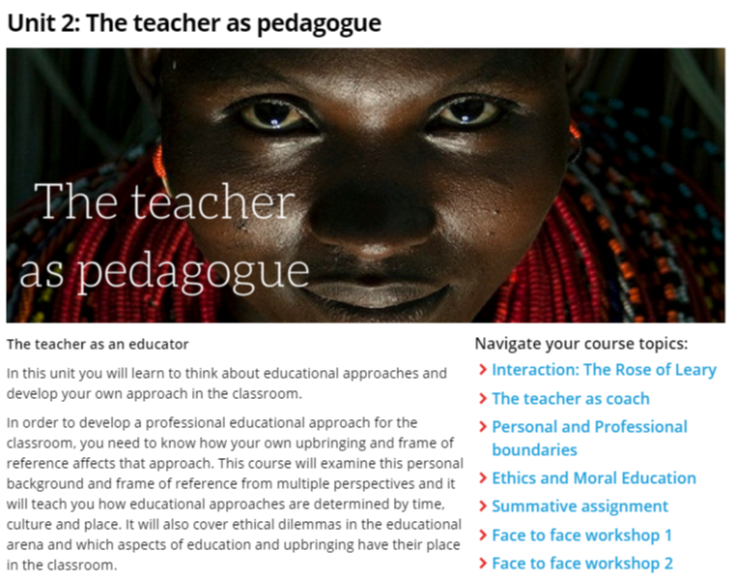 Unit 2: The teacher as pedagogue
The teacher
as pedagogue
The teacher as an educator
In this unit you will learn to think about educational approaches and
develop your own approach in the classroom.
In order to develop a professional educational approach for the
classroom, you need to know how your own upbringing and frame of
reference affects that approach. This course will examine this personal
background and frame of reference from multiple perspectives and it
will teach you how educational approaches are determined by time,
culture and place. It will also cover ethical dilemmas in the educational
arena and which aspects of education and upbringing have their place
in the classroom.
Navigate your course topics:
Interaction: The Rose of Leary
The teacher as coach
Personal and Professional
boundaries
Ethics and Moral Education
Summative assignment
Face to face workshop 1
Face to face workshop 2